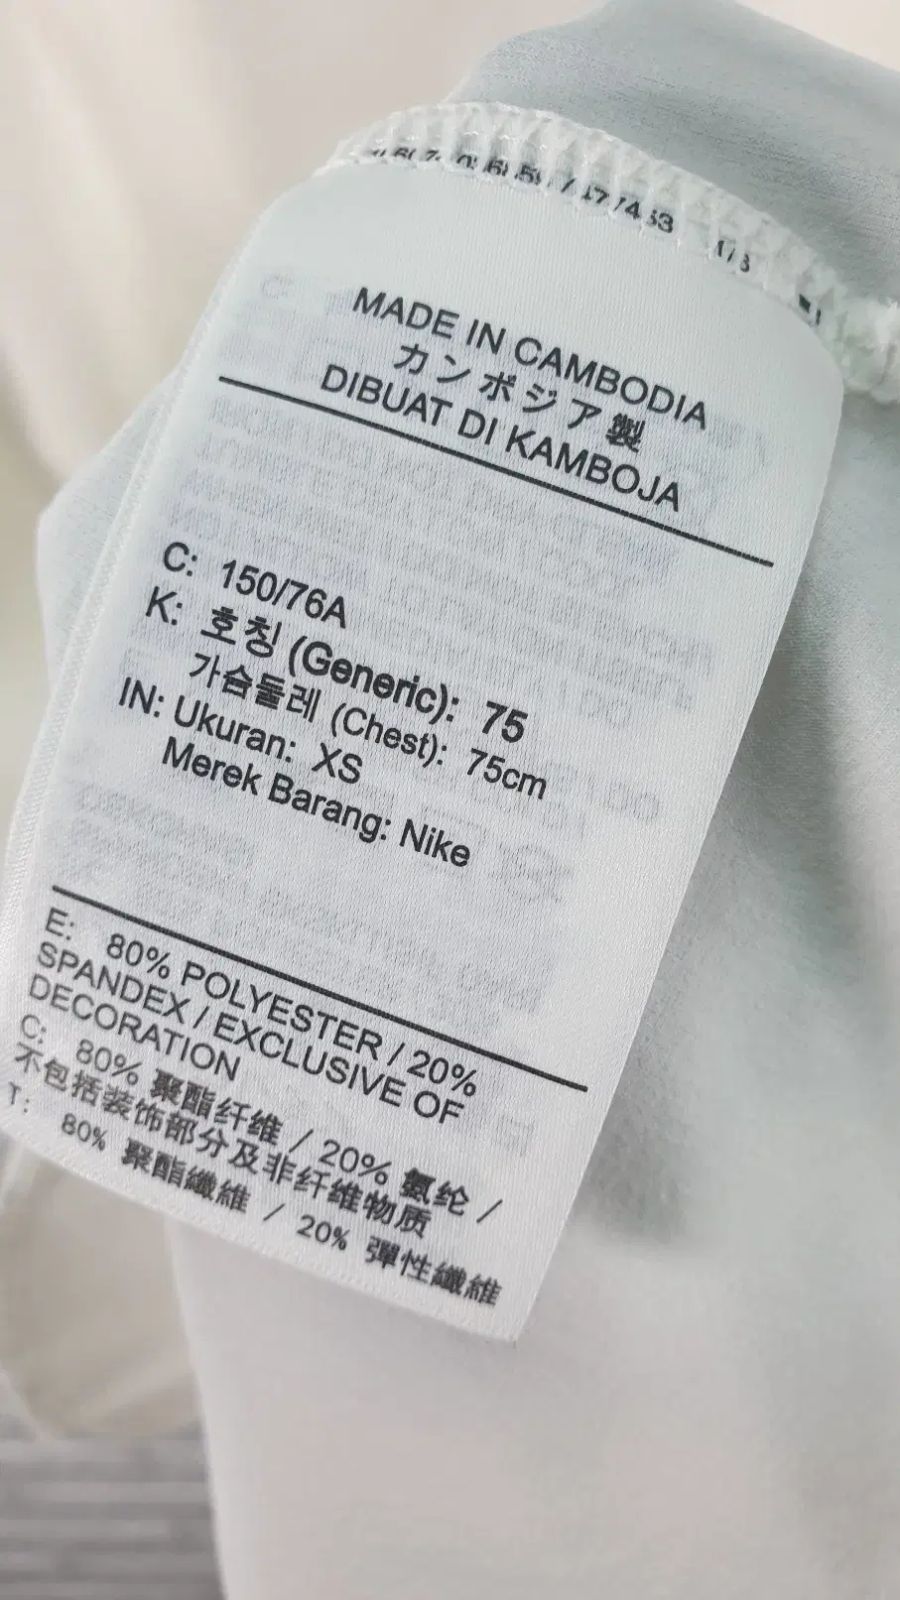 MADE IN CAMBODIA
カンボジア製
DIBUAT DI KAMBOJA
C: 150/76A
K: 호칭 (Generic): 75
가슴둘레 (Chest): 75cm
IN: Ukuran: XS
Merek Barang: Nike
E: 80% POLYESTER / 20%
SPANDEX / EXCLUSIVE OF
DECORATION
C: 80% 聚酯纤维 / 20% 氨纶 /
不包括装饰部分及非纤维物质
T: 80% 聚酯纖維 / 20% 彈性纖維